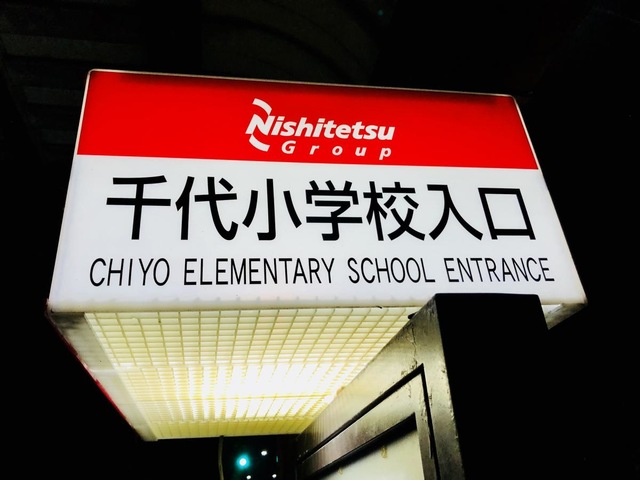 Nishitetsu
Group
千代小学校入口
CHIYO ELEMENTARY SCHOOL ENTRANCE